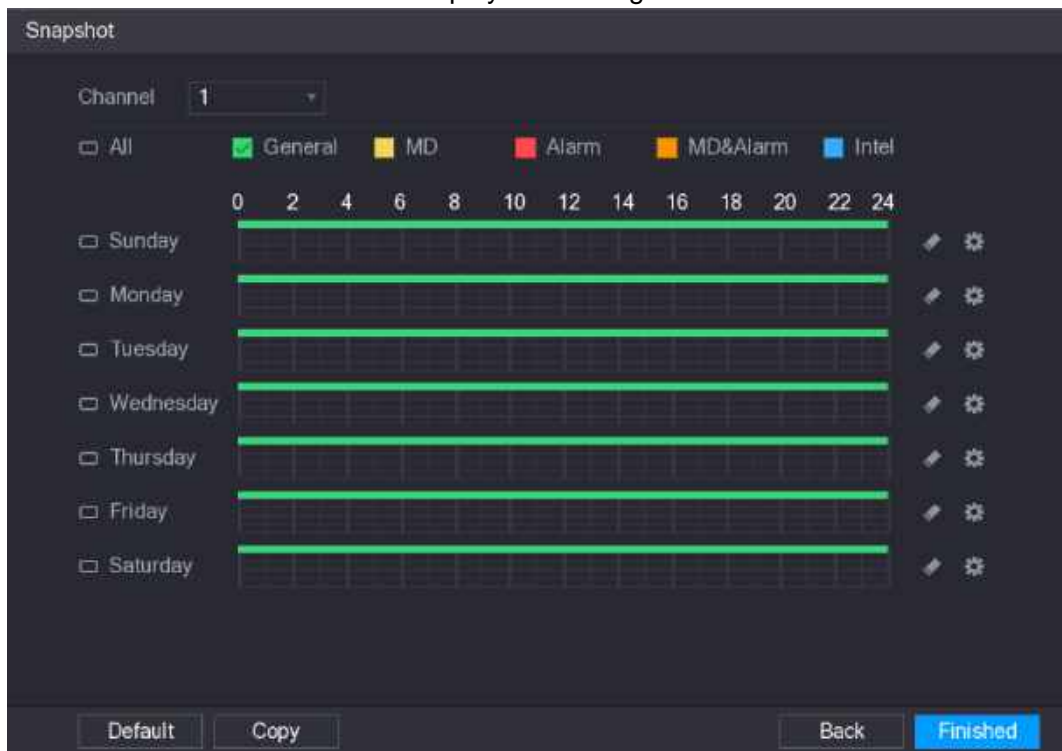 Snapshot
Channel 1
All General MD Alarm MD&Alarm Intel
0 2 4 6 8 10 12 14 16 18 20 22 24
Sunday
Monday
Tuesday
Wednesday
Thursday
Friday
Saturday
Default Copy Back Finished